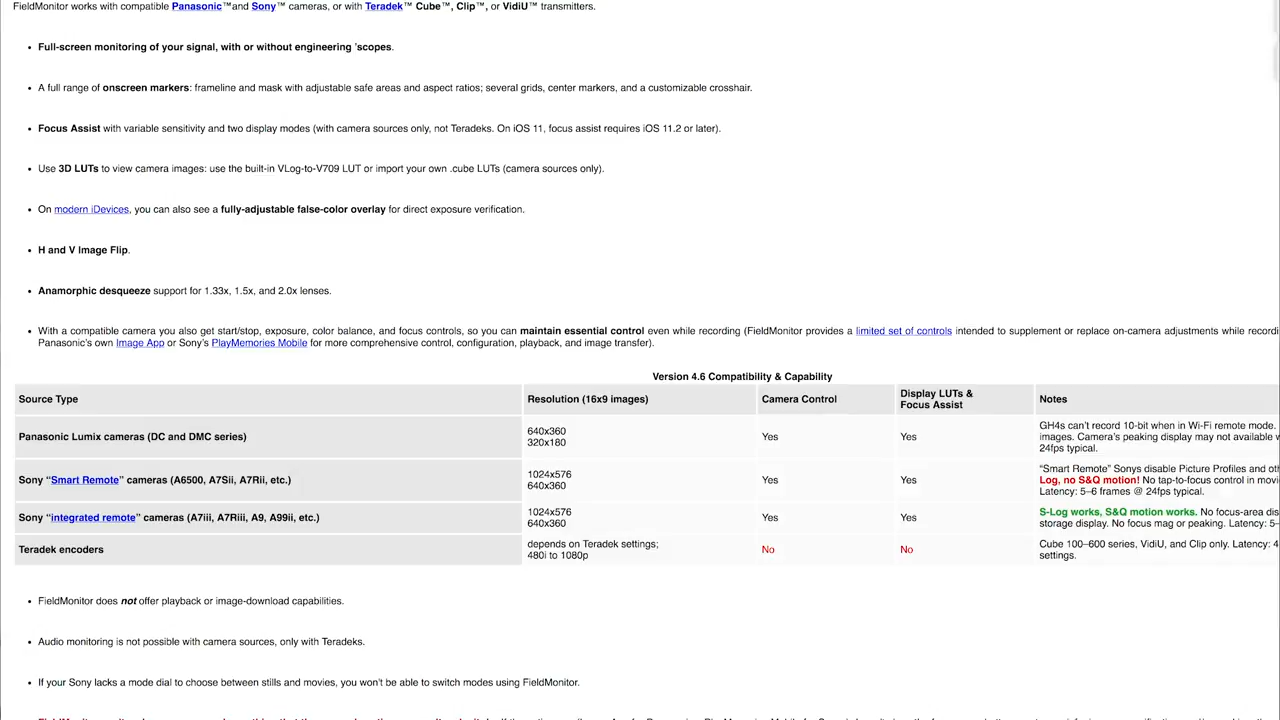 FieldMonitor works with compatible Panasonic™and Sony™ cameras, or with Teradek™ Cube™, Clip™, or VidiU™ transmitters.
• Full-screen monitoring of your signal, with or without engineering 'scopes.
• A full range of onscreen markers: frameline and mask with adjustable safe areas and aspect ratios; several grids, center markers, and a customizable crosshair.
• Focus Assist with variable sensitivity and two display modes (with camera sources only, not Teradeks. On iOS 11, focus assist requires iOS 11.2 or later).
• Use 3D LUTs to view camera images: use the built-in VLog-to-V709 LUT or import your own .cube LUTs (camera sources only).
• On modern iDevices, you can also see a fully-adjustable false-color overlay for direct exposure verification.
• H and V Image Flip.
• Anamorphic desqueeze support for 1.33x, 1.5x, and 2.0x lenses.
• With a compatible camera you also get start/stop, exposure, color balance, and focus controls, so you can maintain essential control even while recording (FieldMonitor provides a limited set of controls intended to supplement or replace on-camera adjustments while recordi
Panasonic's own Image App or Sony's PlayMemories Mobile for more comprehensive control, configuration, playback, and image transfer).
Version 4.6 Compatibility & Capability
Source Type Resolution (16x9 images) Camera Control Display LUTs & Focus Assist Notes
Panasonic Lumix cameras (DC and DMC series) 640x360 320x180 Yes Yes GH4s can't record 10-bit when in Wi-Fi remote mode.
images. Camera's peaking display may not available
24fps typical.
Sony “Smart Remote” cameras (A6500, A7Sii, A7Rii, etc.) 1024x576 640x360 Yes Yes “Smart Remote” Sonys disable Picture Profiles and
Log, no S&Q motion! No tap-to-focus control in
Latency: 5–6 frames @ 24fps typical.
Sony “integrated remote” cameras (A7iii, A7Riii, A9, A99ii, etc.) 1024x576 640x360 Yes Yes S-Log works, S&Q motion works. No focus-area
storage display. No focus mag or peaking. Latency: 5–
Teradek encoders depends on Teradek settings; 480i to 1080p No No Cube 100–600 series, VidiU, and Clip only. Latency: 4
settings.
• FieldMonitor does not offer playback or image-download capabilities.
• Audio monitoring is not possible with camera sources, only with Teradeks.
• If your Sony lacks a mode dial to choose between stills and movies, you won't be able to switch modes using FieldMonitor.